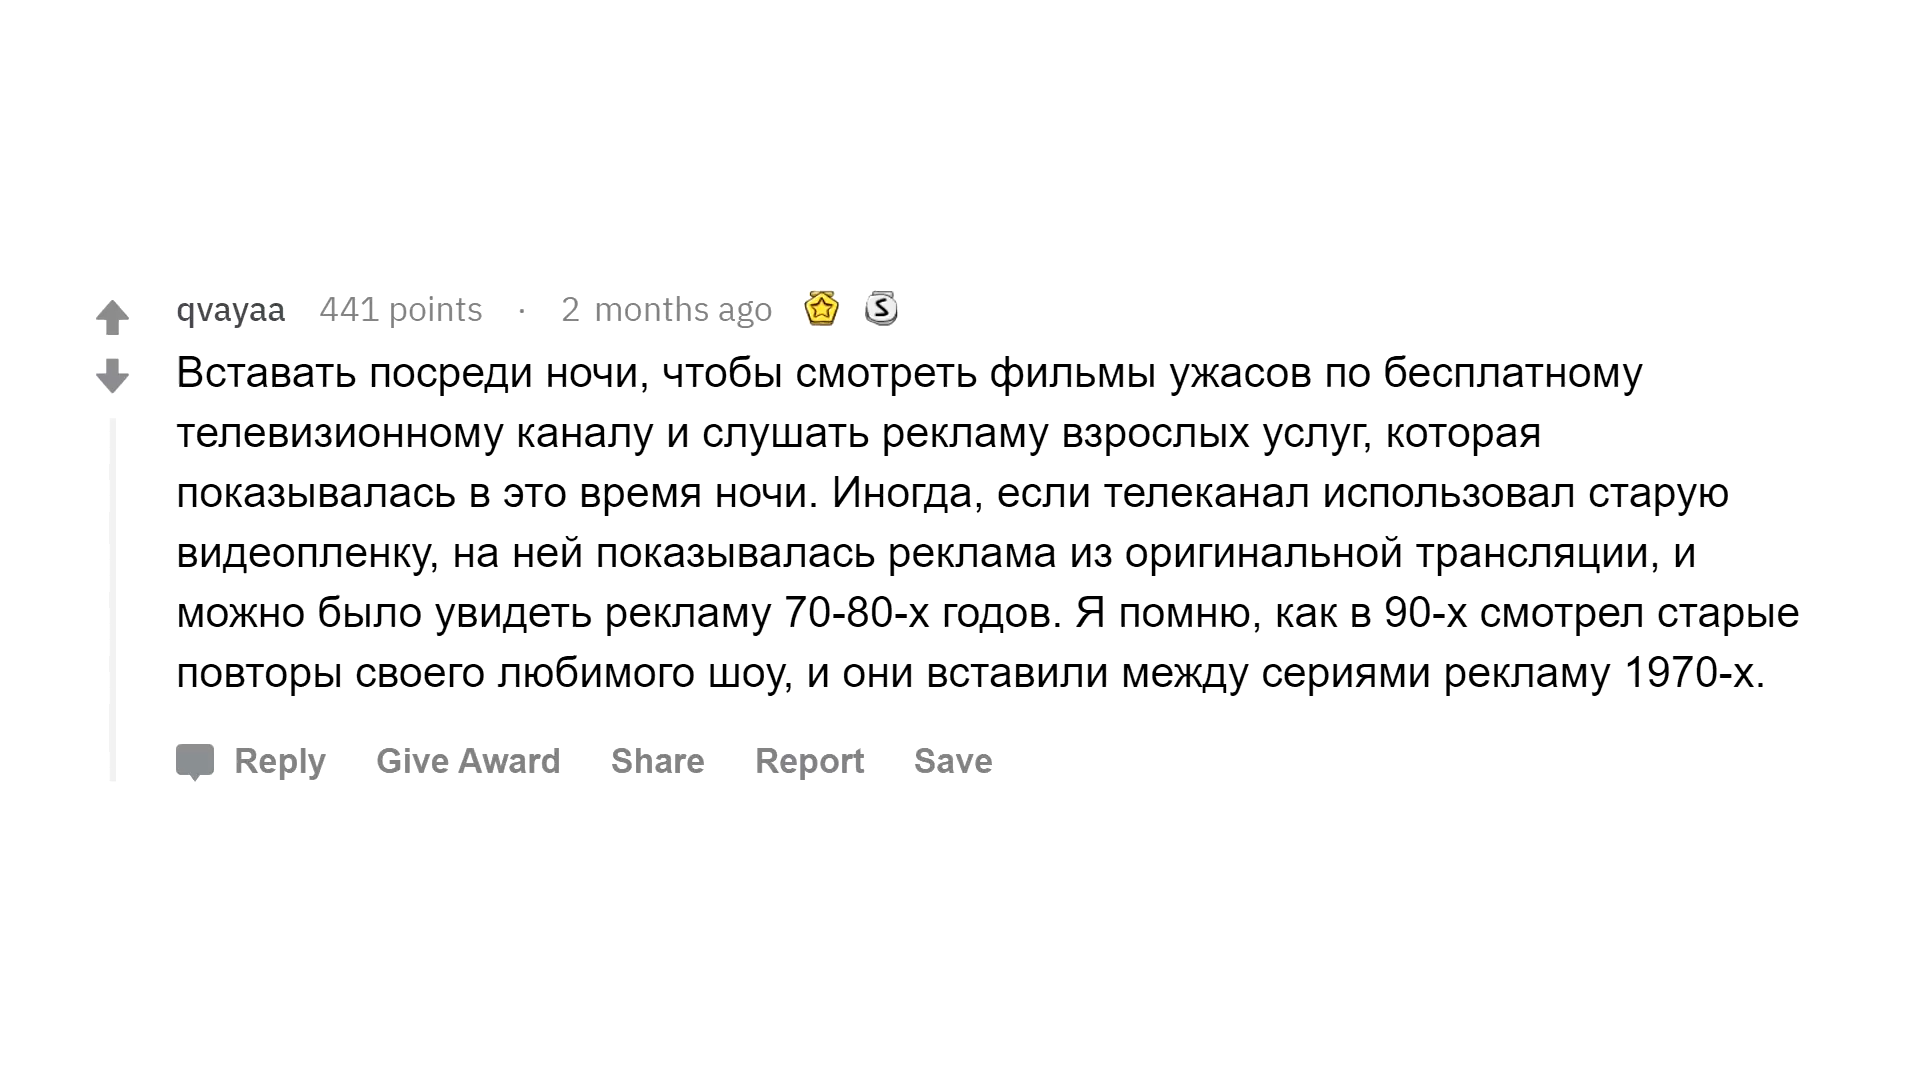 qvayaa 441 points · 2 months ago
Вставать посреди ночи, чтобы смотреть фильмы ужасов по бесплатному
телевизионному каналу и слушать рекламу взрослых услуг, которая
показывалась в это время ночи. Иногда, если телеканал использовал старую
видеопленку, на ней показывалась реклама из оригинальной трансляции, и
можно было увидеть рекламу 70-80-х годов. Я помню, как в 90-х смотрел старые
повторы своего любимого шоу, и они вставили между сериями рекламу 1970-х.
Reply Give Award Share Report Save